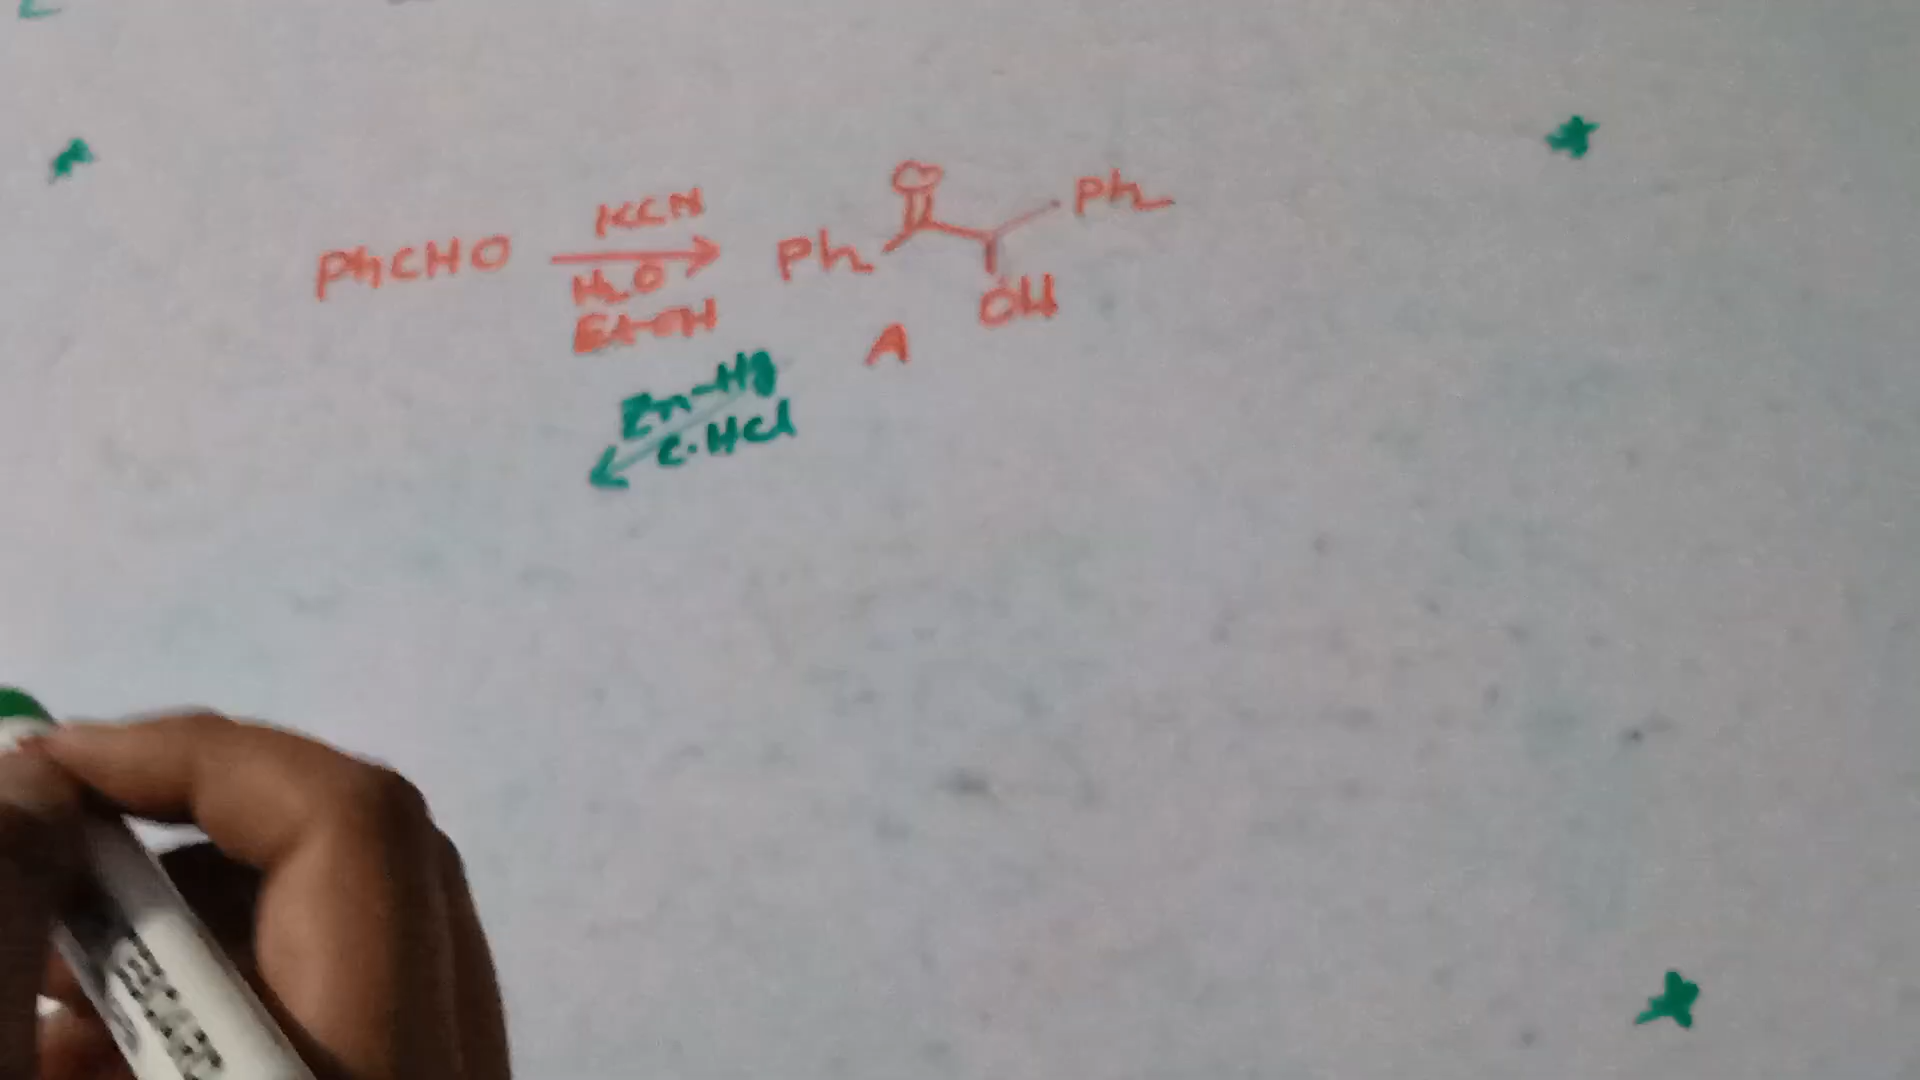 PhCHO
KCN
H₂O
EtOH
O
Ph
Ph
OH
A
Zn-Hg
C.HCl